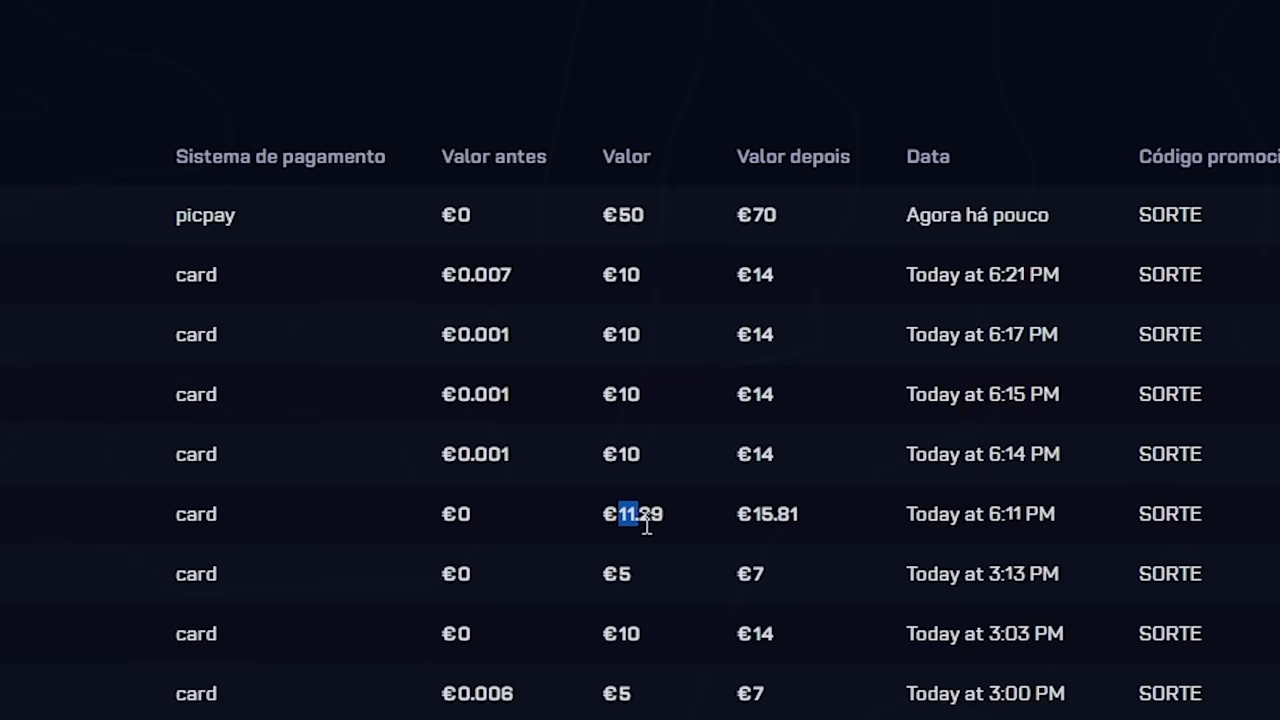 Sistema de pagamento Valor antes Valor Valor depois Data Código promoci
picpay €0 €50 €70 Agora há pouco SORTE
card €0.007 €10 €14 Today at 6:21 PM SORTE
card €0.001 €10 €14 Today at 6:17 PM SORTE
card €0.001 €10 €14 Today at 6:15 PM SORTE
card €0.001 €10 €14 Today at 6:14 PM SORTE
card €0 €11.29 €15.81 Today at 6:11 PM SORTE
card €0 €5 €7 Today at 3:13 PM SORTE
card €0 €10 €14 Today at 3:03 PM SORTE
card €0.006 €5 €7 Today at 3:00 PM SORTE